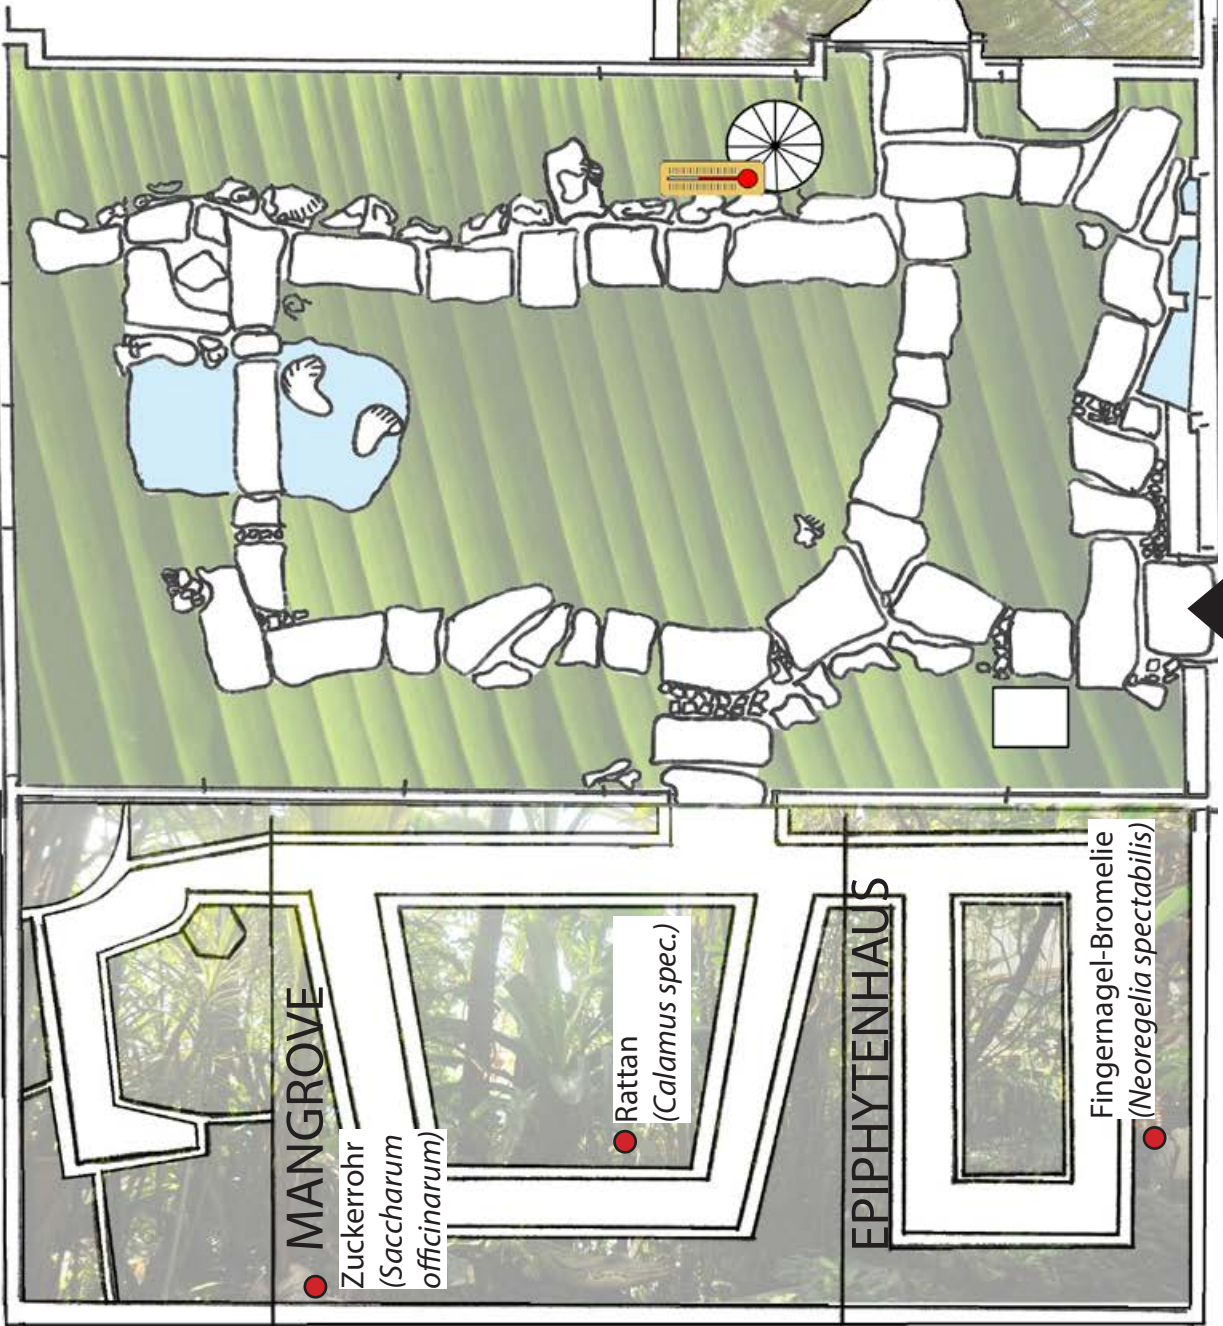 MANGROVE
Zuckerrohr
(Saccharum
officinarum)
Rattan
(Calamus spec.)
EPIPHYTENHAUS
Fingernagel-Bromelie
(Neoregelia spectabilis)